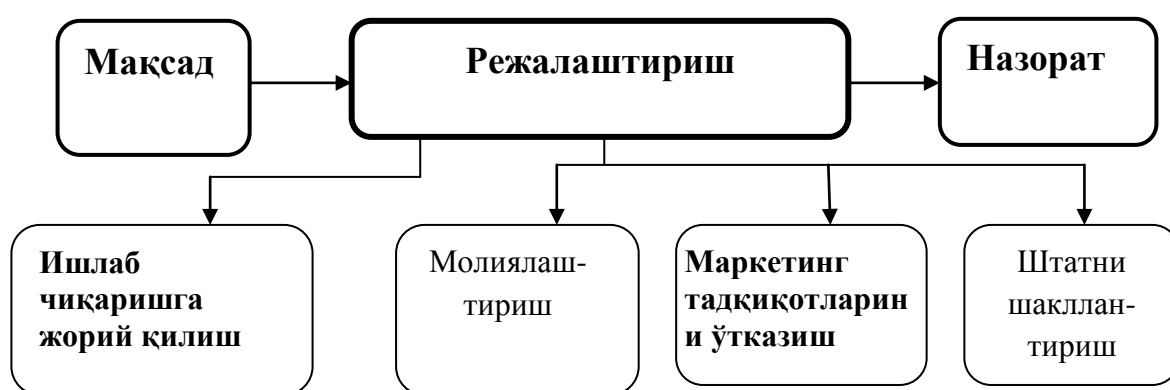 Мақсад
Режалаштириш
Назорат
Ишлаб
чиқаришга
жорий қилиш
Молиялаш-
тириш
Маркетинг
тадқиқотларин
и ўтказиш
Штатни
шакллан-
тириш